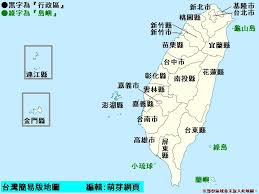 ●黑字為『行政區』
●綠字為『島嶼』
新北市
基隆市
台北市
桃園縣
龜山島
新竹市
新竹縣
宜蘭縣
苗栗縣
連江縣
台中市
彰化縣
南投縣
花蓮縣
澎湖縣
雲林縣
嘉義市
嘉義縣
金門縣
台南市
高雄市
台東縣
綠島
屏東縣
小琉球
蘭嶼
台灣簡易版地圖
編輯:萌芽網頁